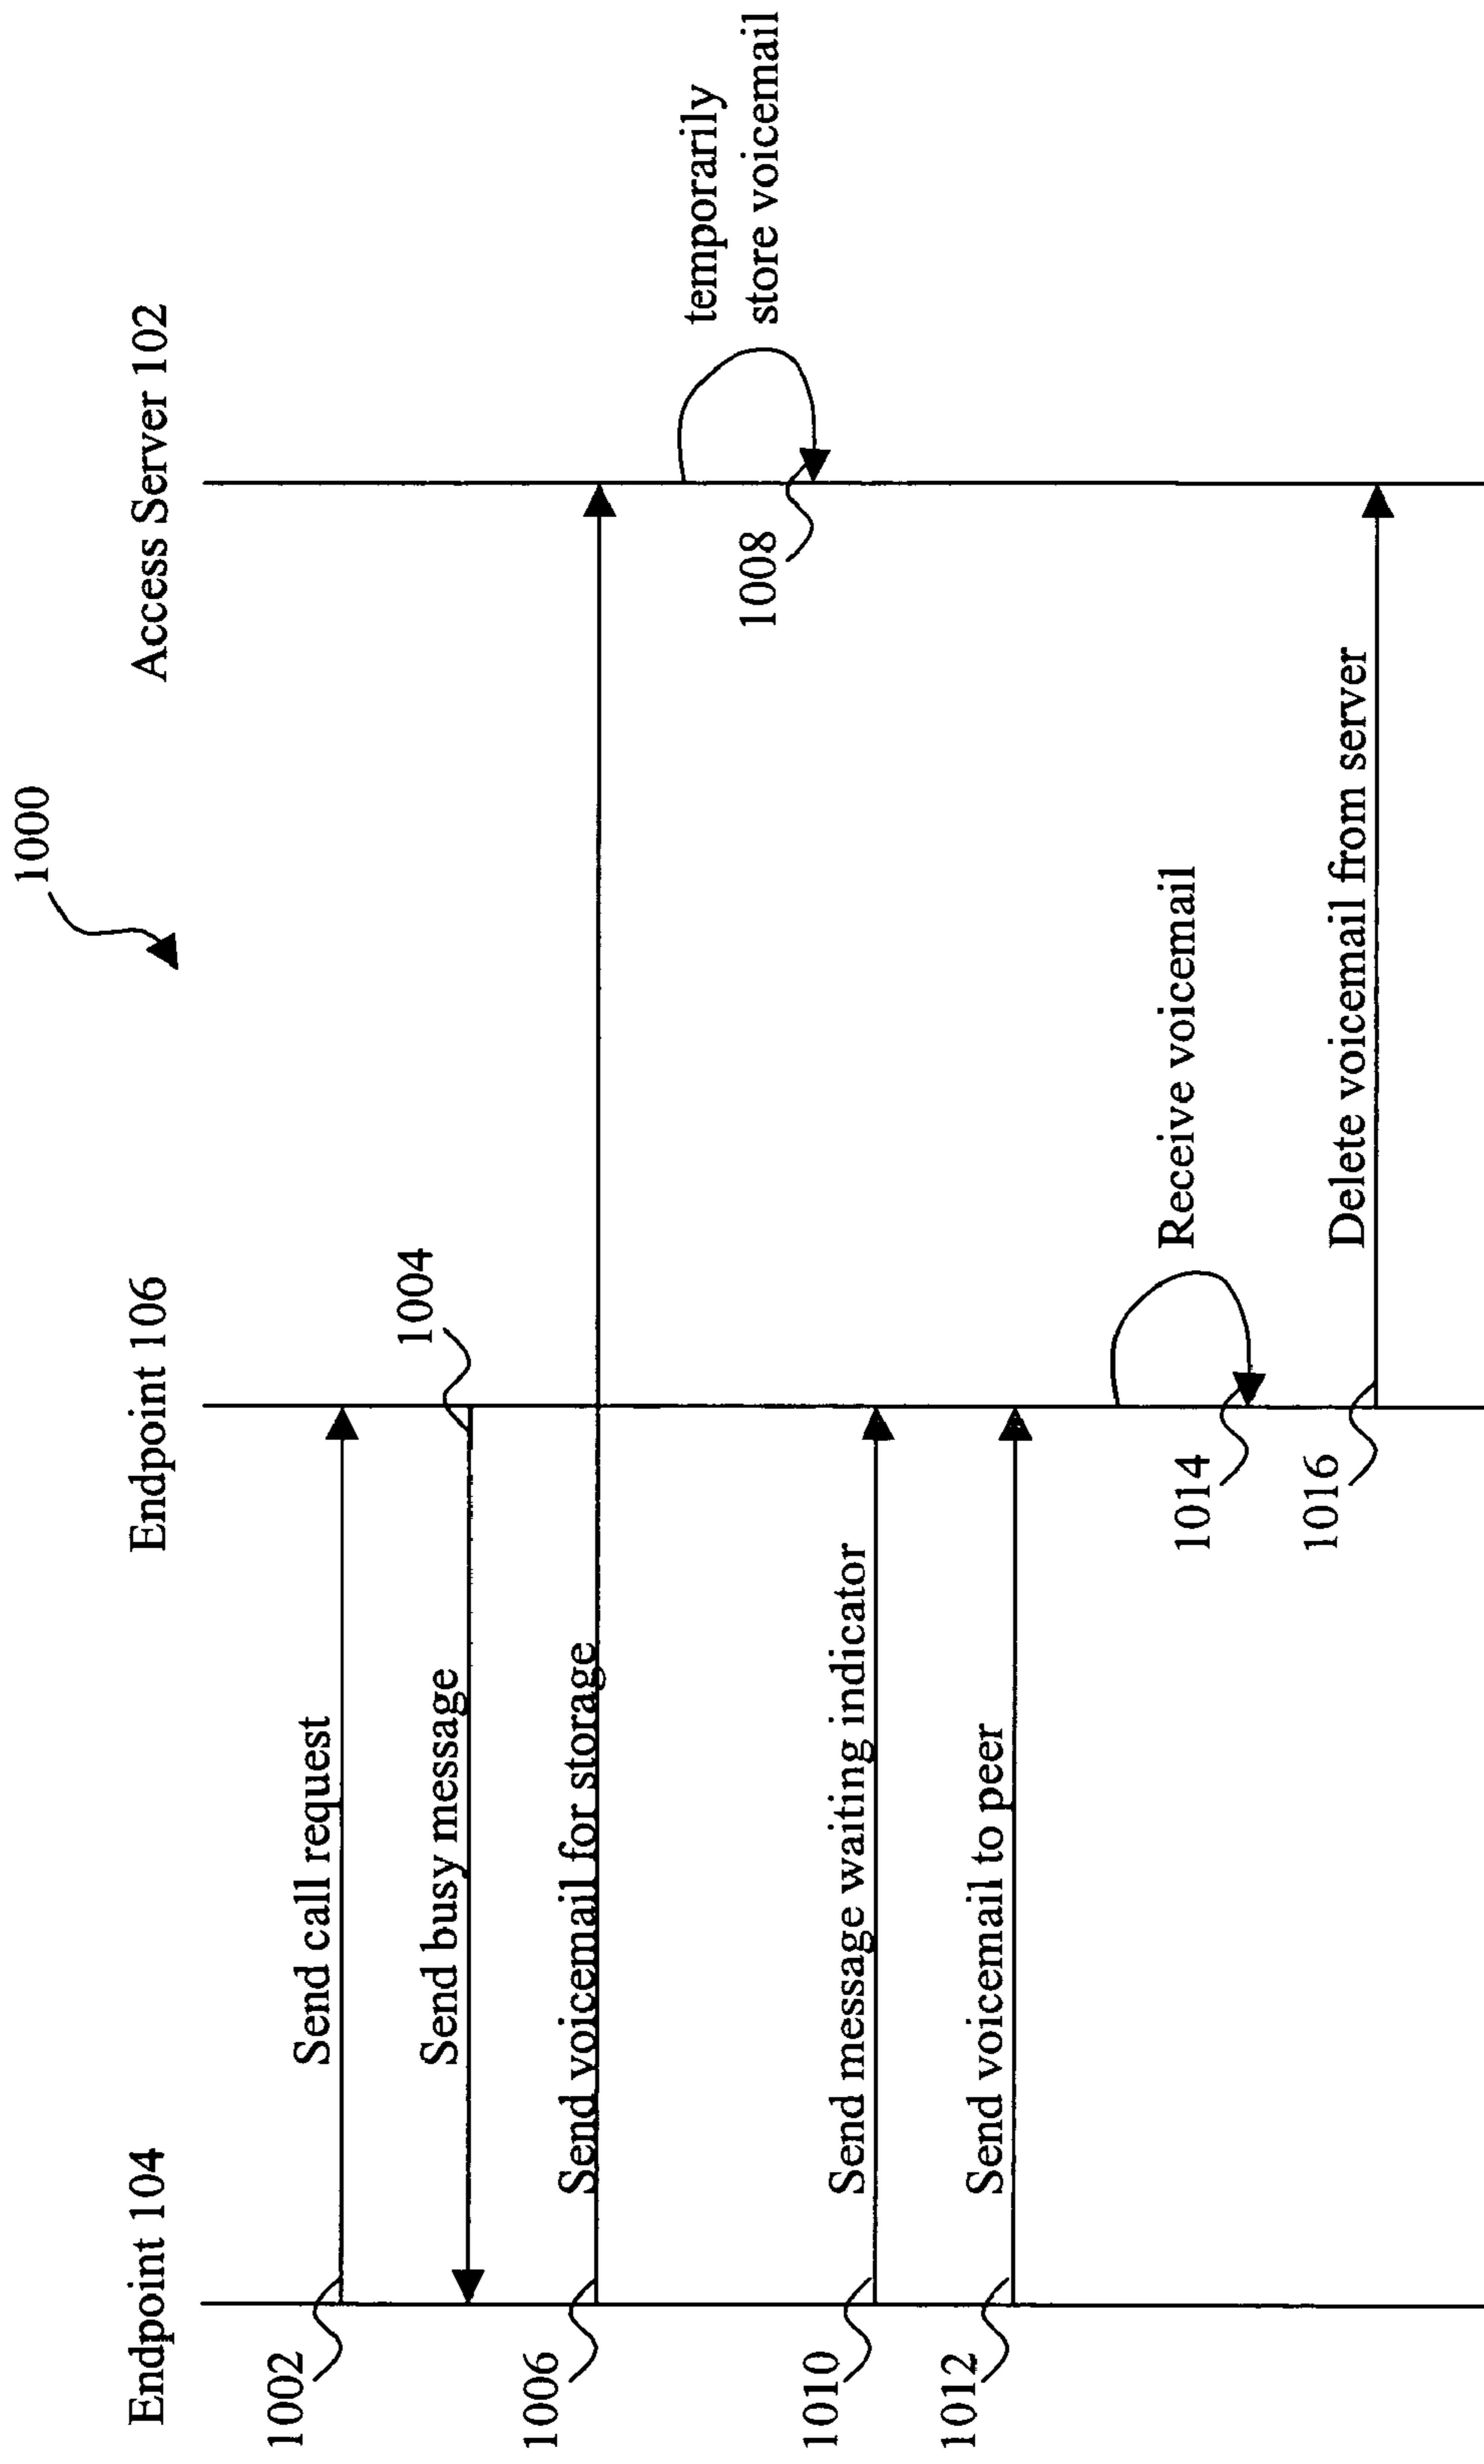 1000
Endpoint 104
Endpoint 106
Access Server 102
1002
Send call request
Send busy message
1004
1006
Send voicemail for storage
temporarily
store voicemail
1008
1010
Send message waiting indicator
1012
Send voicemail to peer
Receive voicemail
1014
1016
Delete voicemail from server